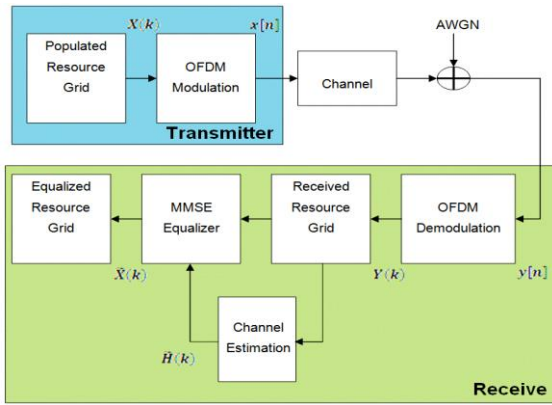 X(k)
x[n]
AWGN
Populated
Resource
Grid
OFDM
Modulation
Channel
Transmitter
Equalized
Resource
Grid
MMSE
Equalizer
Received
Resource
Grid
OFDM
Demodulation
X̂(k)
Y(k)
y[n]
Channel
Estimation
Ĥ(k)
Receive